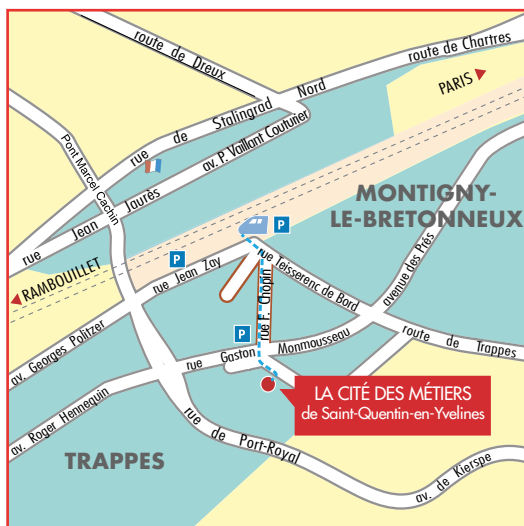 route de Dreux
route de Chartres
PARIS
rue de Stalingrad Nord
av. P. Vaillant Couturier
Pont Marcel Cachin
rue Jean Jaurès
MONTIGNY-
LE-BRETONNEUX
P
P
RAMBOUILLET
rue Jean Zay
rue Teisserenc de Bord
avenue des Prés
rue F. Chopin
P
av. Georges Politzer
rue Gaston Monmousseau
route de Trappes
LA CITÉ DES MÉTIERS
de Saint-Quentin-en-Yvelines
av. Roger Hennequin
TRAPPES
rue de Port-Royal
av. de Kierspe